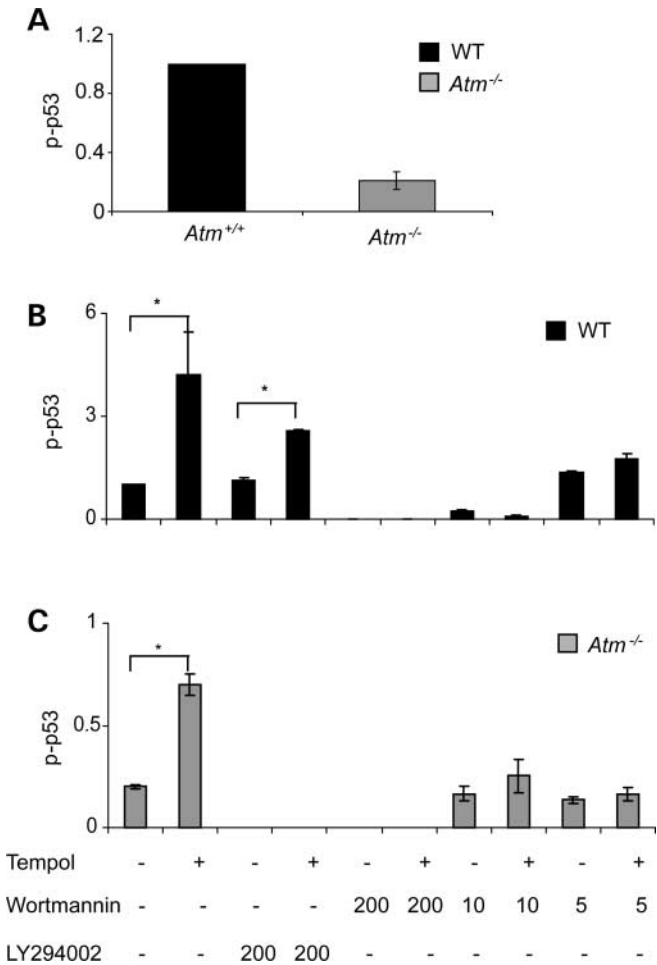 A
1.2
0.8
0.4
0
p-p53
WT
Atm-/-
Atm+/+
Atm-/-
B
6
3
0
p-p53
*
*
WT
C
1
0.5
0
p-p53
*
Atm-/-
Tempol - + - + - + - + - +
Wortmannin - - - - 200 200 10 10 5 5
LY294002 - - 200 200 - - - - - -